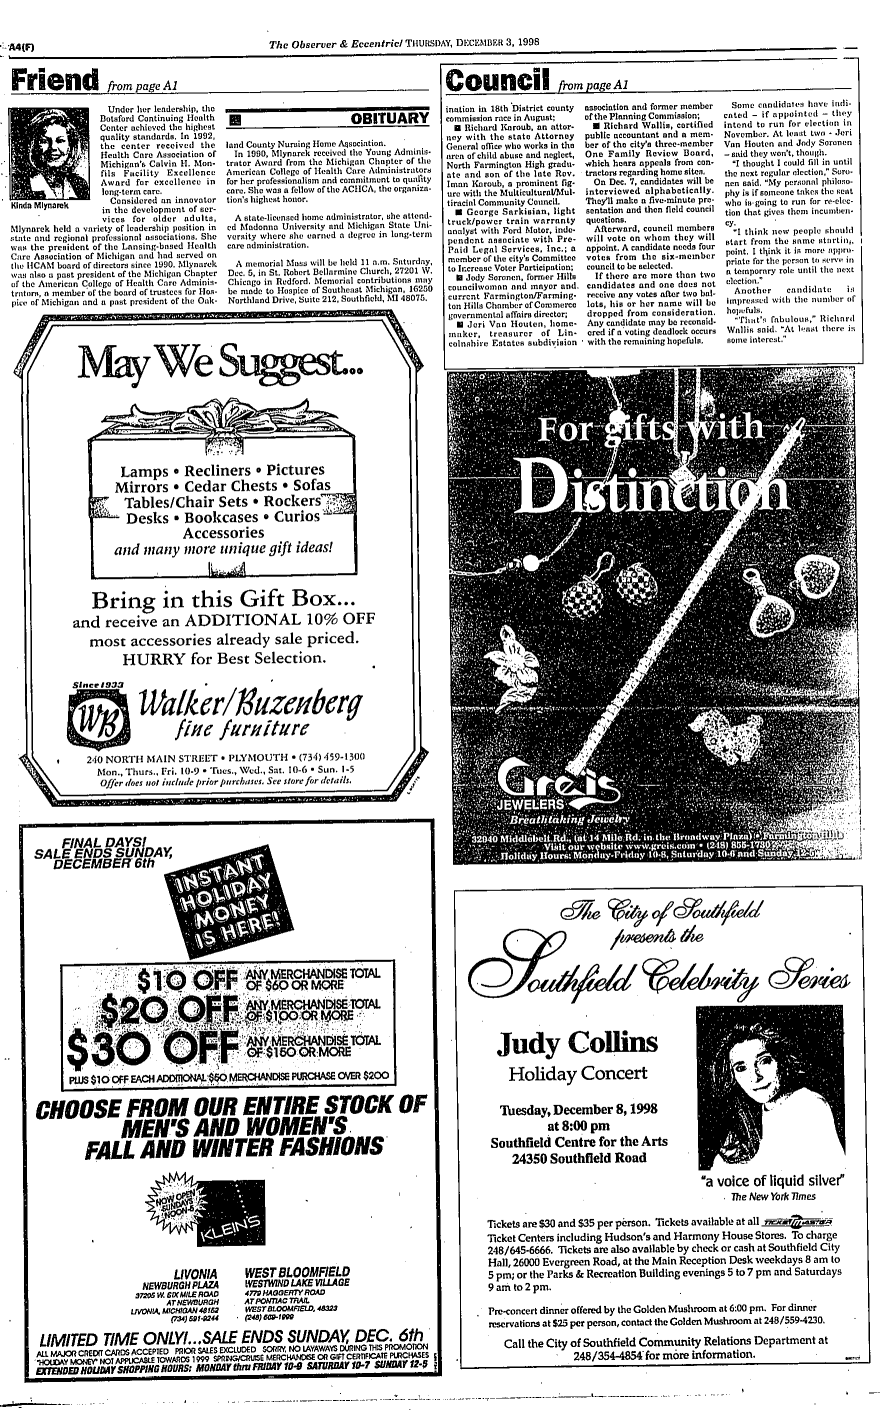 A4(F)
The Observer & Eccentric/ THURSDAY, DECEMBER 3, 1998
Friend from page A1
Kinda Mlynarek
Under her leadership, the
Botsford Continuing Health
Center achieved the highest
quality standards. In 1992,
the center received the
Health Care Association of
Michigan's Calvin H. Mon-
fils Facility Excellence
Award for excellence in
long-term care.
Considered an innovator
in the development of ser-
vices for older adults,
Mlynarek held a variety of leadership position in
state and regional professional associations. She
was the president of the Lansing-based Health
Care Association of Michigan and had served on
the HCAM board of directors since 1990. Mlynarek
was also a past president of the Michigan Chapter
of the American College of Health Care Adminis-
trators, a member of the board of trustees for Hos-
pice of Michigan and a past president of the Oak-
OBITUARY
land County Nursing Home Association.
In 1990, Mlynarek received the Young Adminis-
trator Award from the Michigan Chapter of the
American College of Health Care Administrators
for her professionalism and commitment to quality
care. She was a fellow of the ACHCA, the organiza-
tion's highest honor.
A state-licensed home administrator, she attend-
ed Madonna University and Michigan State Uni-
versity where she earned a degree in long-term
care administration.
A memorial Mass will be held 11 a.m. Saturday,
Dec. 5, in St. Robert Bellarmine Church, 27201 W.
Chicago in Redford. Memorial contributions may
be made to Hospice of Southeast Michigan, 16250
Northland Drive, Suite 212, Southfield, MI 48075.
Council from page A1
ination in 18th District county
commission race in August;
■ Richard Karoub, an attor-
ney with the state Attorney
General office who works in the
area of child abuse and neglect,
North Farmington High gradu-
ate and son of the late Rev.
Iman Karoub, a prominent fig-
ure with the Multicultural/Mul-
tiracial Community Council.
■ George Sarkisian, light
truck/power train warranty
analyst with Ford Motor, inde-
pendent associate with Pre-
Paid Legal Services, Inc.; a
member of the city's Committee
to Increase Voter Participation;
■ Jody Soronen, former Hills
councilwoman and mayor and
current Farmington/Farming-
ton Hills Chamber of Commerce
governmental affairs director;
■ Jeri Van Houten, home-
maker, treasurer of Lin-
colnshire Estates subdivision
association and former member
of the Planning Commission;
■ Richard Wallis, certified
public accountant and a mem-
ber of the city's three-member
One Family Review Board,
which hears appeals from con-
tractors regarding home sites.
On Dec. 7, candidates will be
interviewed alphabetically.
They'll make a five-minute pre-
sentation and then field council
questions.
Afterward, council members
will vote on whom they will
appoint. A candidate needs four
votes from the six-member
council to be selected.
If there are more than two
candidates and one does not
receive any votes after two bal-
lots, his or her name will be
dropped from consideration.
Any candidate may be reconsid-
ered if a voting deadlock occurs
with the remaining hopefuls.
Some candidates have indi-
cated – if appointed – they
intend to run for election in
November. At least two - Jeri
Van Houten and Jody Soronen
– said they won't, though.
"I thought I could fill in until
the next regular election," Soro-
nen said. "My personal philoso-
phy is if someone takes the seat
who is going to run for re-elec-
tion that gives them incumben-
cy.
"I think new people should
start from the same starting
point. I think it is more appro-
priate for the person to serve in
a temporary role until the next
election."
Another candidate is
impressed with the number of
hopefuls.
"That's fabulous," Richard
Wallis said. "At least there is
some interest."
May We Suggest...
Lamps • Recliners • Pictures
Mirrors • Cedar Chests • Sofas
Tables/Chair Sets • Rockers
Desks • Bookcases • Curios
Accessories
and many more unique gift ideas!
Bring in this Gift Box...
and receive an ADDITIONAL 10% OFF
most accessories already sale priced.
HURRY for Best Selection.
Since 1933
WB
Walker/Buzenberg
fine furniture
240 NORTH MAIN STREET • PLYMOUTH • (734) 459-1300
Mon., Thurs., Fri. 10-9 • Tues., Wed., Sat. 10-6 • Sun. 1-5
Offer does not include prior purchases. See store for details.
For gifts with
Distinction
Greis
JEWELERS
Breathtaking Jewelry
32940 Middlebelt Rd., (at 14 Mile Rd. in the Broadway Plaza) • Farmington Hills
Visit our website www.greis.com • (248) 855-1730
Holiday Hours: Monday-Friday 10-8, Saturday 10-6 and Sunday 12-5
FINAL DAYS!
SALE ENDS SUNDAY,
DECEMBER 6th
INSTANT
HOLIDAY
MONEY
IS HERE!
$10 OFF ANY MERCHANDISE TOTAL
OF $60 OR MORE
$20 OFF ANY MERCHANDISE TOTAL
OF $100 OR MORE
$30 OFF ANY MERCHANDISE TOTAL
OF $150 OR MORE
PLUS $10 OFF EACH ADDITIONAL $50 MERCHANDISE PURCHASE OVER $200
CHOOSE FROM OUR ENTIRE STOCK OF
MEN'S AND WOMEN'S
FALL AND WINTER FASHIONS
NOW OPEN
SUNDAYS
NOON-5
KLEIN'S
LIVONIA
NEWBURGH PLAZA
37205 W. SIX MILE ROAD
AT NEWBURGH
LIVONIA, MICHIGAN 48152
(734) 591-9244
WEST BLOOMFIELD
WESTWIND LAKE VILLAGE
4779 HAGGERTY ROAD
AT PONTIAC TRAIL
WEST BLOOMFIELD, 48323
(248) 669-1999
LIMITED TIME ONLY!...SALE ENDS SUNDAY, DEC. 6th
ALL MAJOR CREDIT CARDS ACCEPTED PRIOR SALES EXCLUDED SORRY, NO LAYAWAYS DURING THIS PROMOTION
"HOLIDAY MONEY" NOT APPLICABLE TOWARDS 1999 SPRING/CRUISE MERCHANDISE OR GIFT CERTIFICATE PURCHASES
EXTENDED HOLIDAY SHOPPING HOURS: MONDAY thru FRIDAY 10-9 SATURDAY 10-7 SUNDAY 12-5
The City of Southfield
presents the
Southfield Celebrity Series
Judy Collins
Holiday Concert
Tuesday, December 8, 1998
at 8:00 pm
Southfield Centre for the Arts
24350 Southfield Road
"a voice of liquid silver"
The New York Times
Tickets are $30 and $35 per person. Tickets available at all TICKETMASTER
Ticket Centers including Hudson's and Harmony House Stores. To charge
248/645-6666. Tickets are also available by check or cash at Southfield City
Hall, 26000 Evergreen Road, at the Main Reception Desk weekdays 8 am to
5 pm; or the Parks & Recreation Building evenings 5 to 7 pm and Saturdays
9 am to 2 pm.
Pre-concert dinner offered by the Golden Mushroom at 6:00 pm. For dinner
reservations at $25 per person, contact the Golden Mushroom at 248/559-4230.
Call the City of Southfield Community Relations Department at
248/354-4854 for more information.